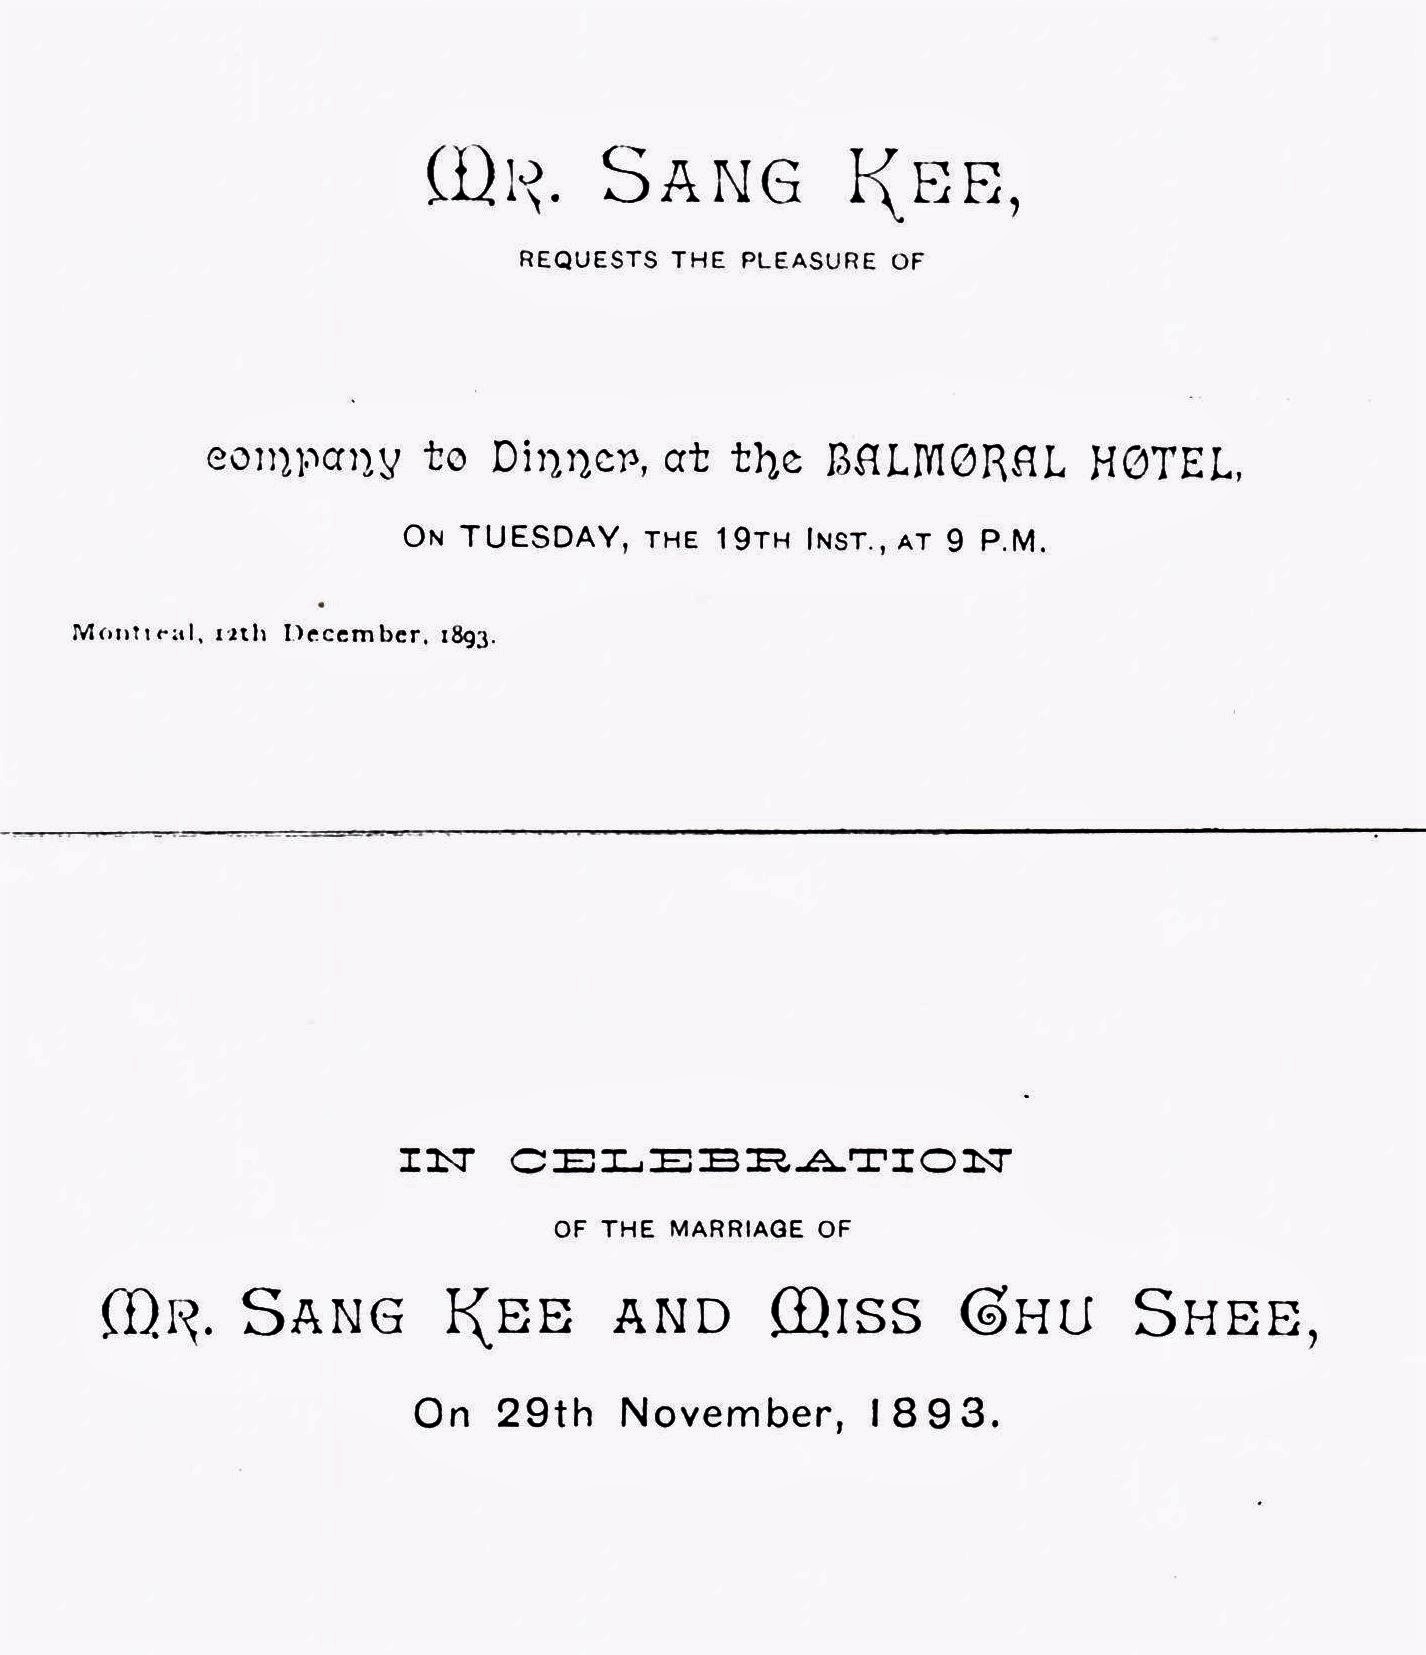 MR. SANG KEE,
REQUESTS THE PLEASURE OF
company to Dinner, at the BALMORAL HOTEL,
ON TUESDAY, THE 19TH INST., AT 9 P.M.
Montreal, 12th December, 1893.
IN CELEBRATION
OF THE MARRIAGE OF
MR. SANG KEE AND MISS CHU SHEE,
On 29th November, 1893.